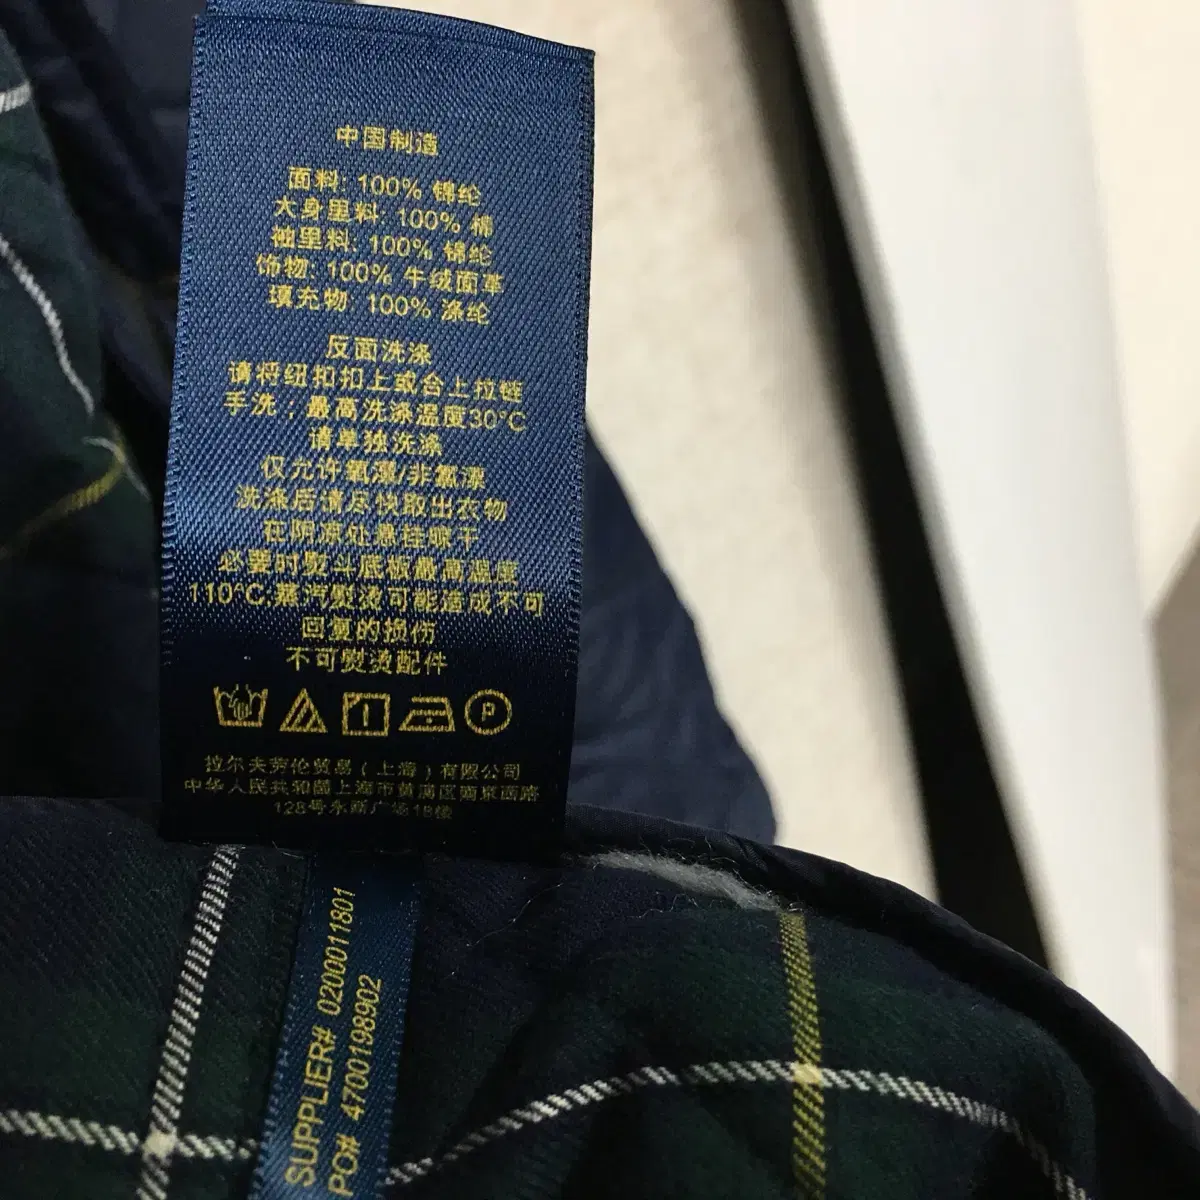 中国制造
面料: 100% 锦纶
大身里料: 100% 棉
袖里料: 100% 锦纶
饰物: 100% 牛绒面革
填充物: 100% 涤纶
反面洗涤
请将纽扣扣上或合上拉链
手洗; 最高洗涤温度30°C
请单独洗涤
仅允许氧漂/非氯漂
洗涤后请尽快取出衣物
在阴凉处悬挂晾干
必要时熨斗底板最高温度
110°C,蒸汽熨烫可能造成不可
回复的损伤
不可熨烫配件
P
拉尔夫劳伦贸易(上海)有限公司
中华人民共和国上海市黄浦区南京西路
128号永新广场18楼
SUPPLIER# 0200011801
PO# 4700198902